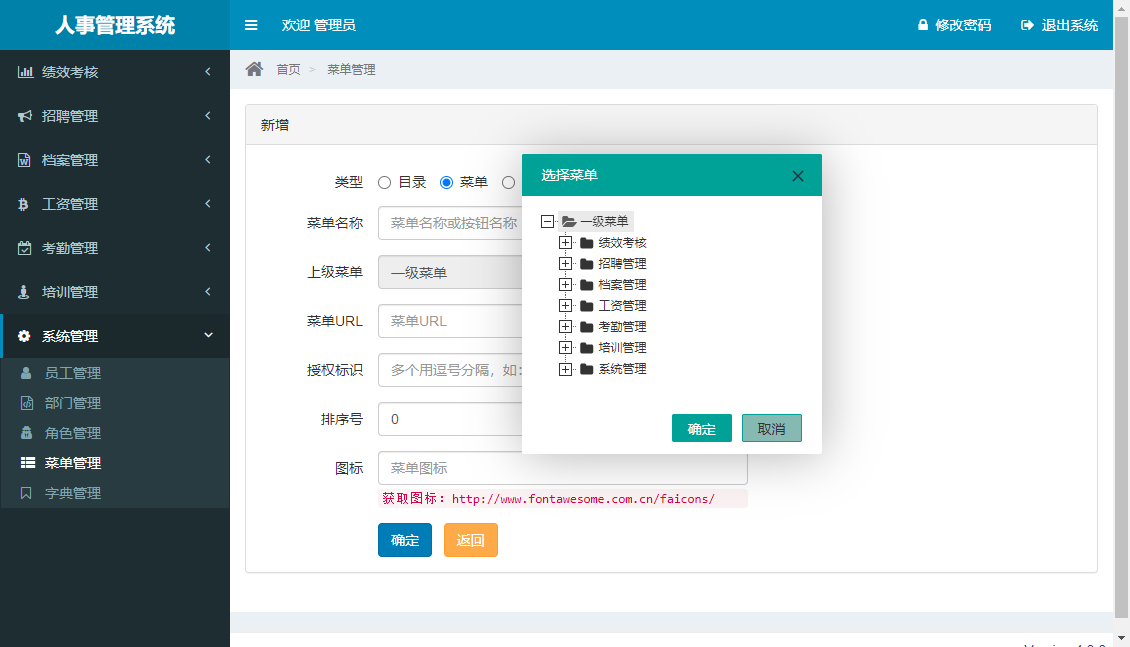 人事管理系统
欢迎 管理员
修改密码
退出系统
绩效考核
招聘管理
档案管理
工资管理
考勤管理
培训管理
系统管理
员工管理
部门管理
角色管理
菜单管理
字典管理
首页 > 菜单管理
新增
类型 目录 菜单
菜单名称 菜单名称或按钮名称
上级菜单 一级菜单
菜单URL 菜单URL
授权标识 多个用逗号分隔，如：
排序号 0
图标 菜单图标
获取图标：http://www.fontawesome.com.cn/faicons/
确定 返回
选择菜单
一级菜单
绩效考核
招聘管理
档案管理
工资管理
考勤管理
培训管理
系统管理
确定 取消